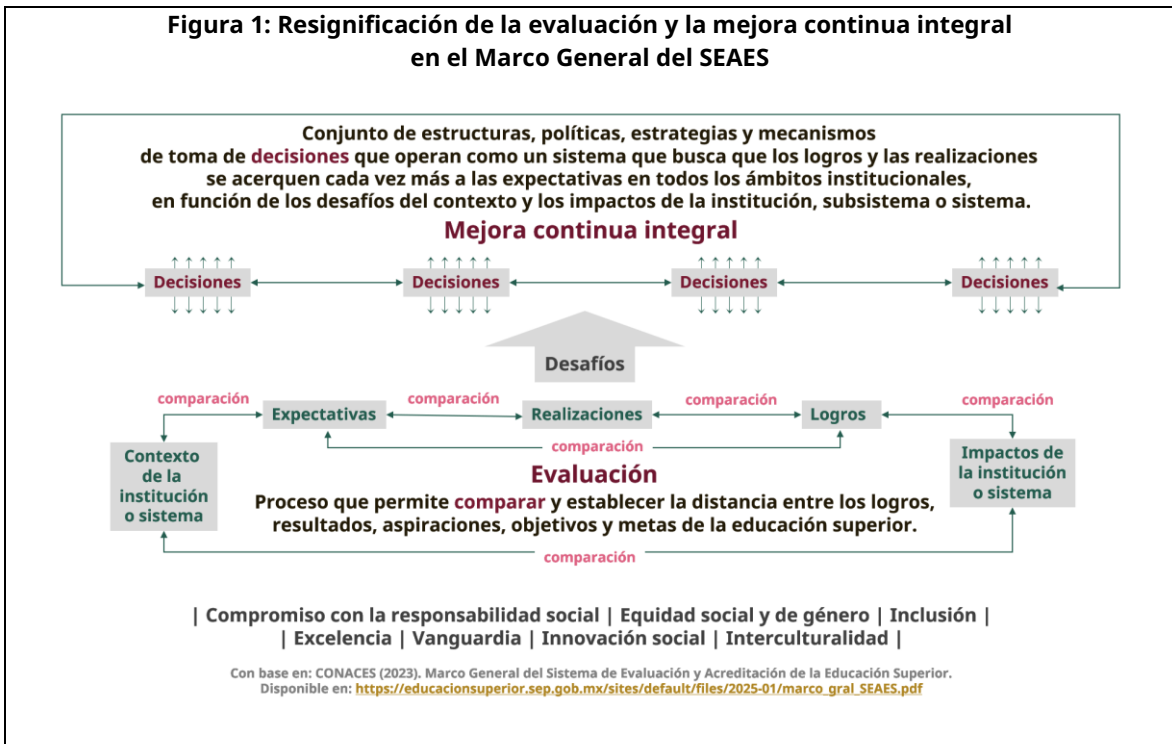 Figura 1: Resignificación de la evaluación y la mejora continua integral
en el Marco General del SEAES
Conjunto de estructuras, políticas, estrategias y mecanismos
de toma de decisiones que operan como un sistema que busca que los logros y las realizaciones
se acerquen cada vez más a las expectativas en todos los ámbitos institucionales,
en función de los desafíos del contexto y los impactos de la institución, subsistema o sistema.
Mejora continua integral
Decisiones
Decisiones
Decisiones
Decisiones
Desafíos
comparación
comparación
comparación
comparación
Expectativas
Realizaciones
Logros
comparación
Contexto
de la
institución
o sistema
Impactos de
la institución
o sistema
Evaluación
Proceso que permite comparar y establecer la distancia entre los logros,
resultados, aspiraciones, objetivos y metas de la educación superior.
comparación
| Compromiso con la responsabilidad social | Equidad social y de género | Inclusión |
| Excelencia | Vanguardia | Innovación social | Interculturalidad |
Con base en: CONACES (2023). Marco General del Sistema de Evaluación y Acreditación de la Educación Superior.
Disponible en: https://educacionsuperior.sep.gob.mx/sites/default/files/2025-01/marco_gral_SEAES.pdf